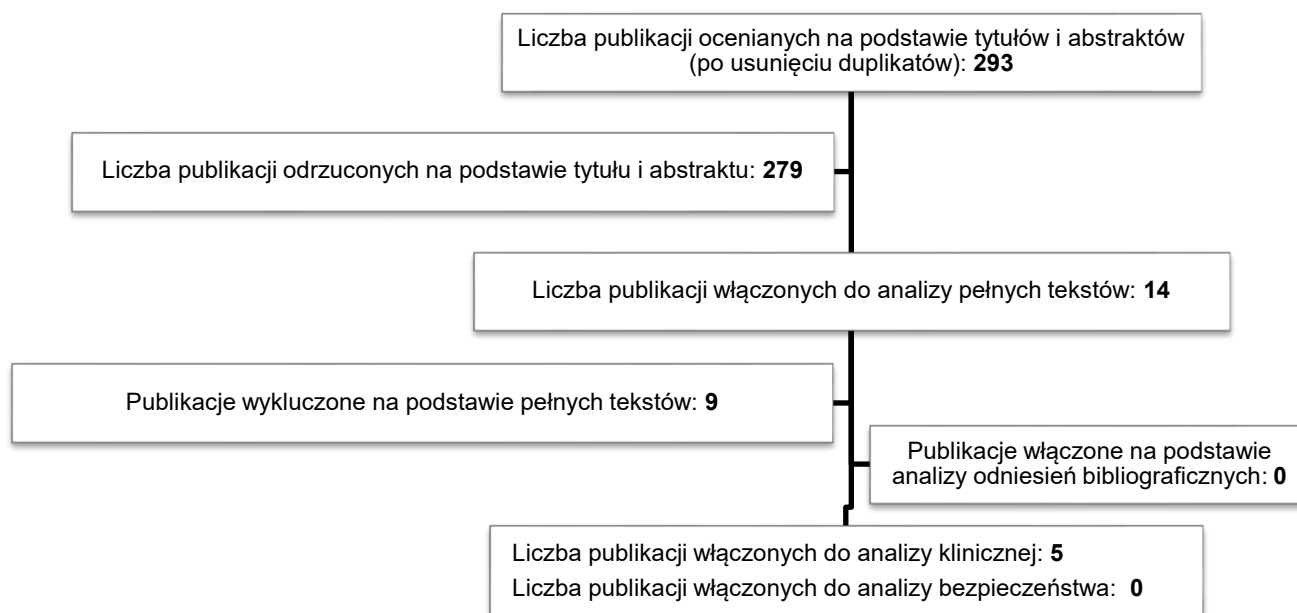 Liczba publikacji ocenianych na podstawie tytułów i abstraktów
(po usunięciu duplikatów): 293
Liczba publikacji odrzuconych na podstawie tytułu i abstraktu: 279
Liczba publikacji włączonych do analizy pełnych tekstów: 14
Publikacje wykluczone na podstawie pełnych tekstów: 9
Publikacje włączone na podstawie
analizy odniesień bibliograficznych: 0
Liczba publikacji włączonych do analizy klinicznej: 5
Liczba publikacji włączonych do analizy bezpieczeństwa: 0